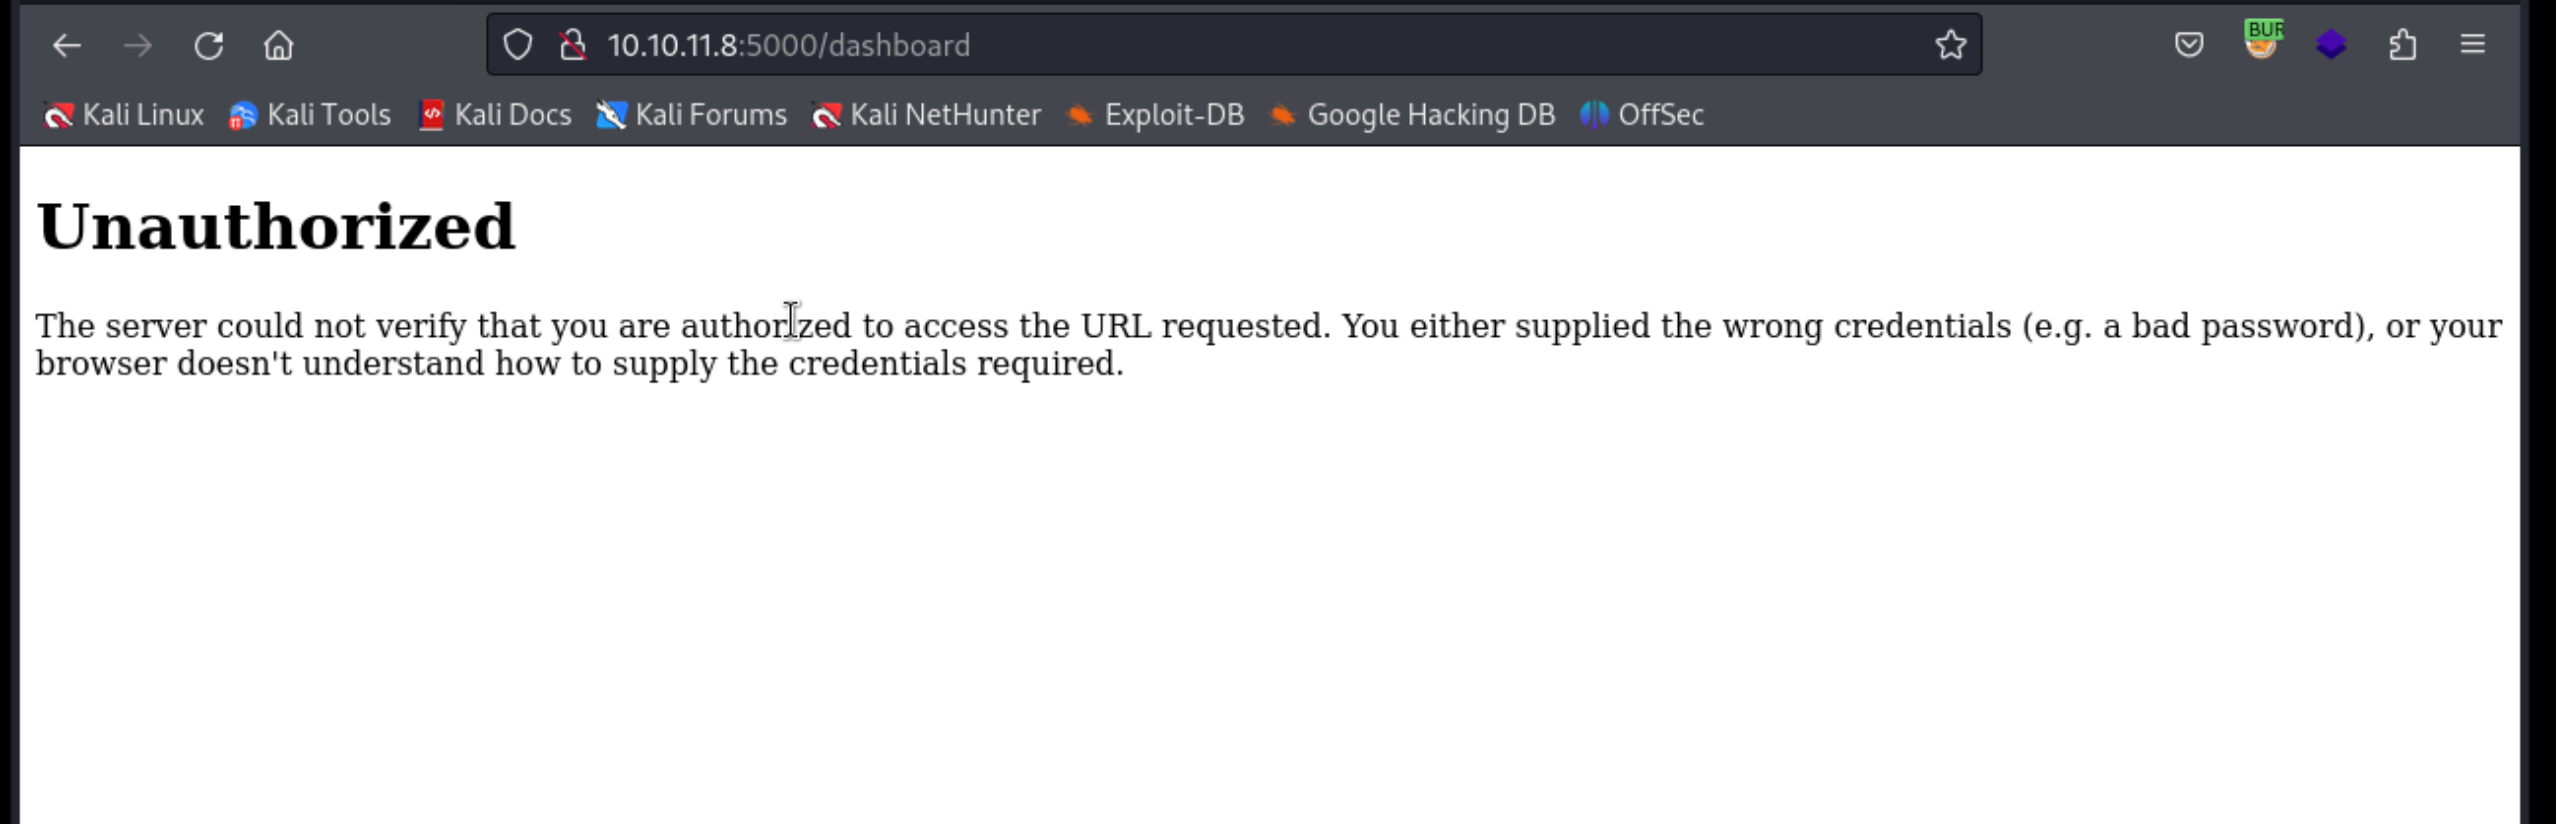 10.10.11.8:5000/dashboard
BUR
Kali Linux Kali Tools Kali Docs Kali Forums Kali NetHunter Exploit-DB Google Hacking DB OffSec
Unauthorized
The server could not verify that you are authorized to access the URL requested. You either supplied the wrong credentials (e.g. a bad password), or your
browser doesn't understand how to supply the credentials required.